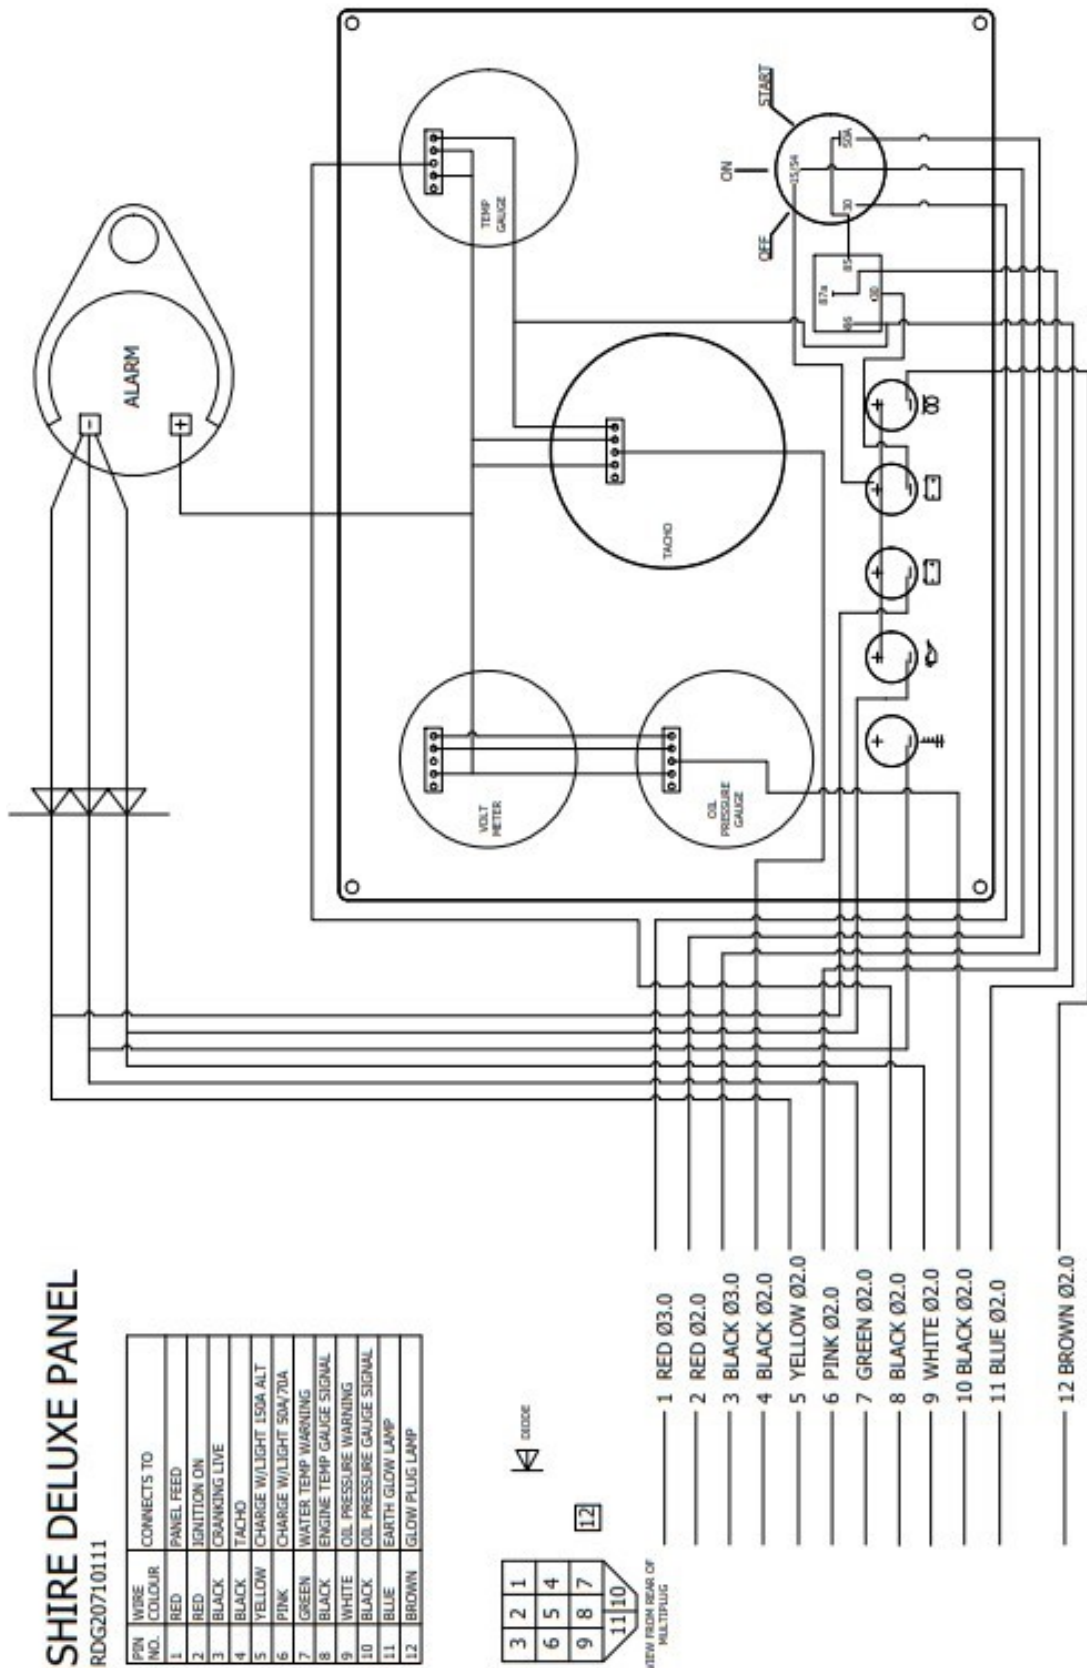 SHIRE DELUXE PANEL
RDG20710111
PIN NO. WIRE COLOUR CONNECTS TO
1 RED PANEL FEED
2 RED IGNITION ON
3 BLACK CRANKING LIVE
4 BLACK TACHO
5 YELLOW CHARGE W/LIGHT 150A ALT
6 PINK CHARGE W/LIGHT 50A/70A
7 GREEN WATER TEMP WARNING
8 BLACK ENGINE TEMP GAUGE SIGNAL
9 WHITE OIL PRESSURE WARNING
10 BLACK OIL PRESSURE GAUGE SIGNAL
11 BLUE EARTH GLOW LAMP
12 BROWN GLOW PLUG LAMP
3 2 1
6 5 4
9 8 7
11 10
12
DIODE
VIEW FROM REAR OF
MULTIPLUG
1 RED Ø3.0
2 RED Ø2.0
3 BLACK Ø3.0
4 BLACK Ø2.0
5 YELLOW Ø2.0
6 PINK Ø2.0
7 GREEN Ø2.0
8 BLACK Ø2.0
9 WHITE Ø2.0
10 BLACK Ø2.0
11 BLUE Ø2.0
12 BROWN Ø2.0
ALARM
-
+
VOLT
METER
OIL
PRESSURE
GAUGE
TACHO
TEMP
GAUGE
OFF
ON
START
30
15/54
50A
86
87a
85
30
+
-
+
-
+
-
+
-
+
-